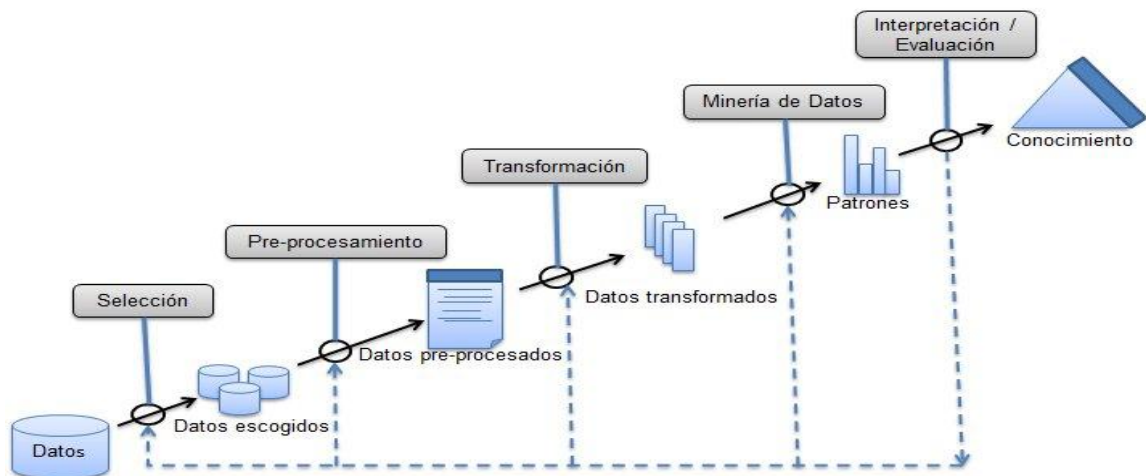 Interpretación /
Evaluación
Minería de Datos
Conocimiento
Transformación
Patrones
Pre-procesamiento
Datos transformados
Selección
Datos pre-procesados
Datos escogidos
Datos